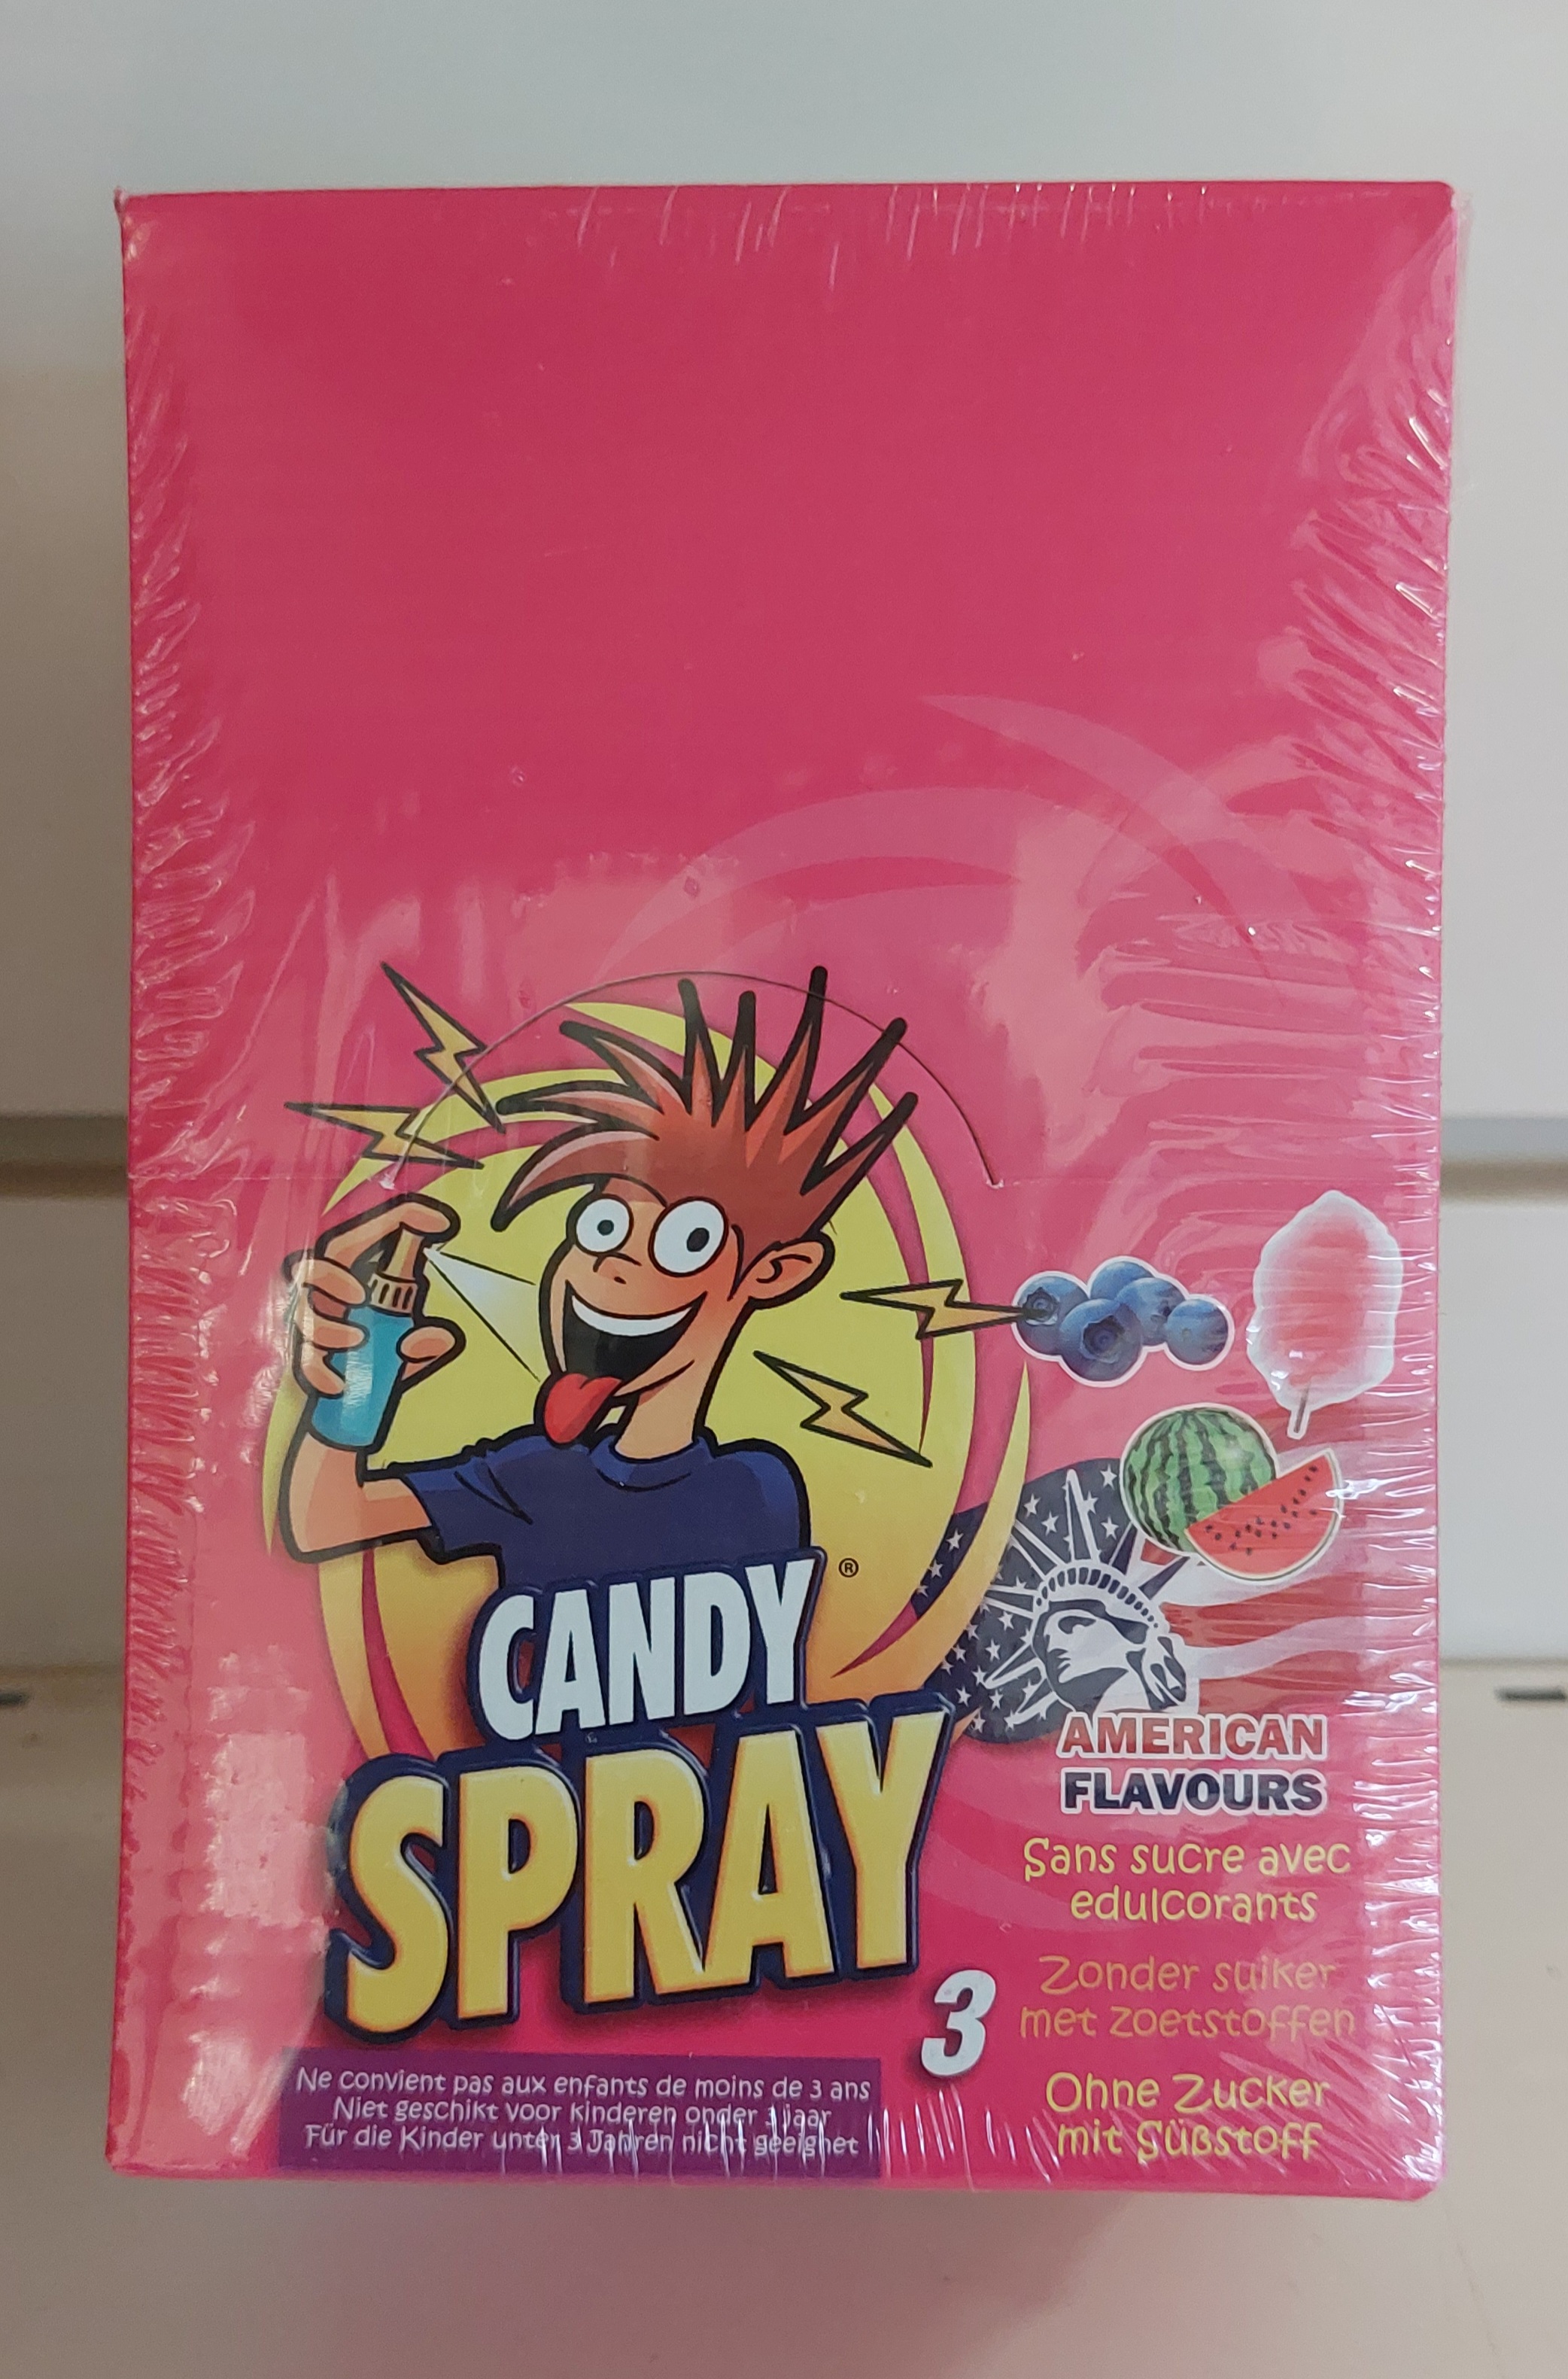 CANDY
SPRAY
®
3
AMERICAN
FLAVOURS
Sans sucre avec
edulcorants
Zonder suiker
met zoetstoffen
Ohne Zucker
mit Süßstoff
Ne convient pas aux enfants de moins de 3 ans
Niet geschikt voor kinderen onder 3 jaar
Für die Kinder unter 3 Jahren nicht geeignet